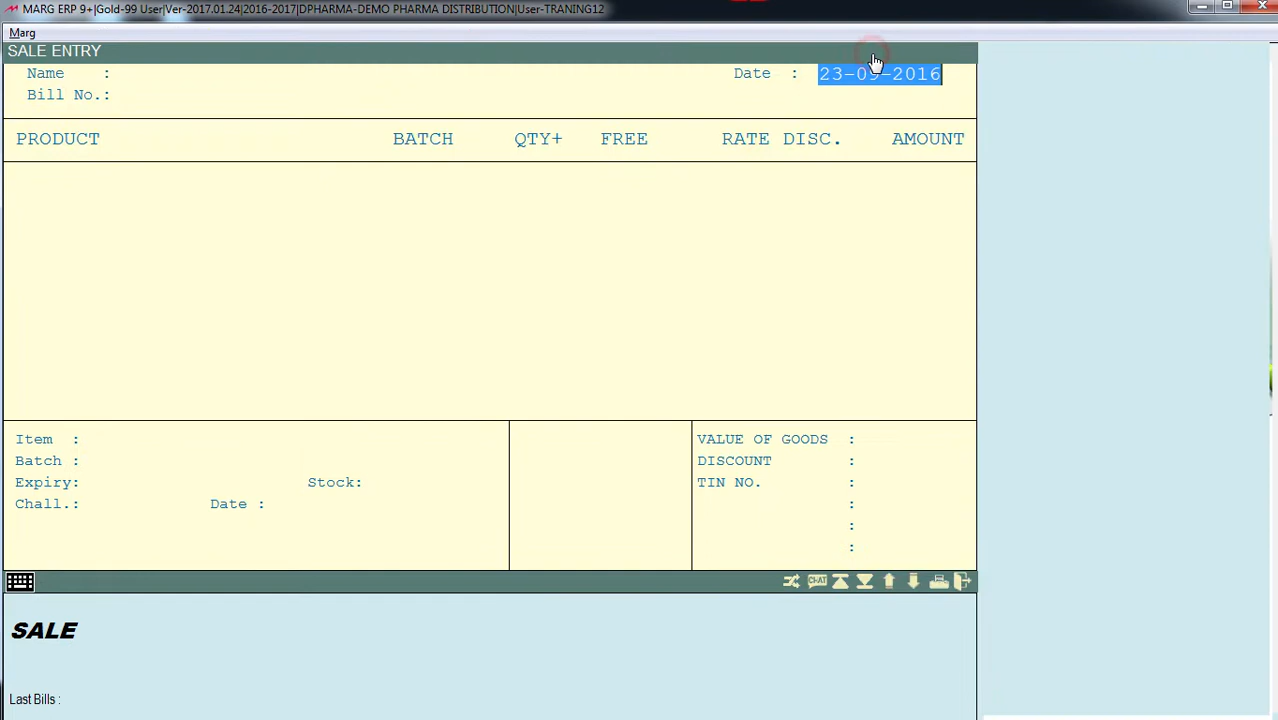 MARG ERP 9+|Gold-99 User|Ver-2017.01.24|2016-2017|DPHARMA-DEMO PHARMA DISTRIBUTION|User-TRANING12
Marg
SALE ENTRY
Name : Date : 23-09-2016
Bill No.:
PRODUCT BATCH QTY+ FREE RATE DISC. AMOUNT
Item : VALUE OF GOODS :
Batch : DISCOUNT :
Expiry: Stock: TIN NO. :
Chall.: Date : :
:
:
CHAT
SALE
Last Bills :